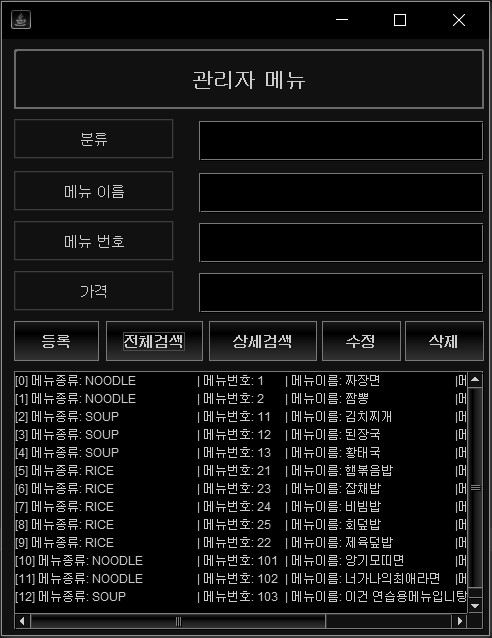 관리자 메뉴
분류
메뉴 이름
메뉴 번호
가격
등록 전체검색 상세검색 수정 삭제
[0] 메뉴종류: NOODLE | 메뉴번호: 1 | 메뉴이름: 짜장면 |메
[1] 메뉴종류: NOODLE | 메뉴번호: 2 | 메뉴이름: 짬뽕 |메
[2] 메뉴종류: SOUP | 메뉴번호: 11 | 메뉴이름: 김치찌개 |메
[3] 메뉴종류: SOUP | 메뉴번호: 12 | 메뉴이름: 된장국 |메
[4] 메뉴종류: SOUP | 메뉴번호: 13 | 메뉴이름: 황태국 |메
[5] 메뉴종류: RICE | 메뉴번호: 21 | 메뉴이름: 햄볶음밥 |메
[6] 메뉴종류: RICE | 메뉴번호: 23 | 메뉴이름: 잡채밥 |메
[7] 메뉴종류: RICE | 메뉴번호: 24 | 메뉴이름: 비빔밥 |메
[8] 메뉴종류: RICE | 메뉴번호: 25 | 메뉴이름: 회덮밥 |메
[9] 메뉴종류: RICE | 메뉴번호: 22 | 메뉴이름: 제육덮밥 |메
[10] 메뉴종류: NOODLE | 메뉴번호: 101 | 메뉴이름: 앙기모띠면 |메
[11] 메뉴종류: NOODLE | 메뉴번호: 102 | 메뉴이름: 너가나의최애라면 |메
[12] 메뉴종류: SOUP | 메뉴번호: 103 | 메뉴이름: 이건 연습용메뉴입니탕